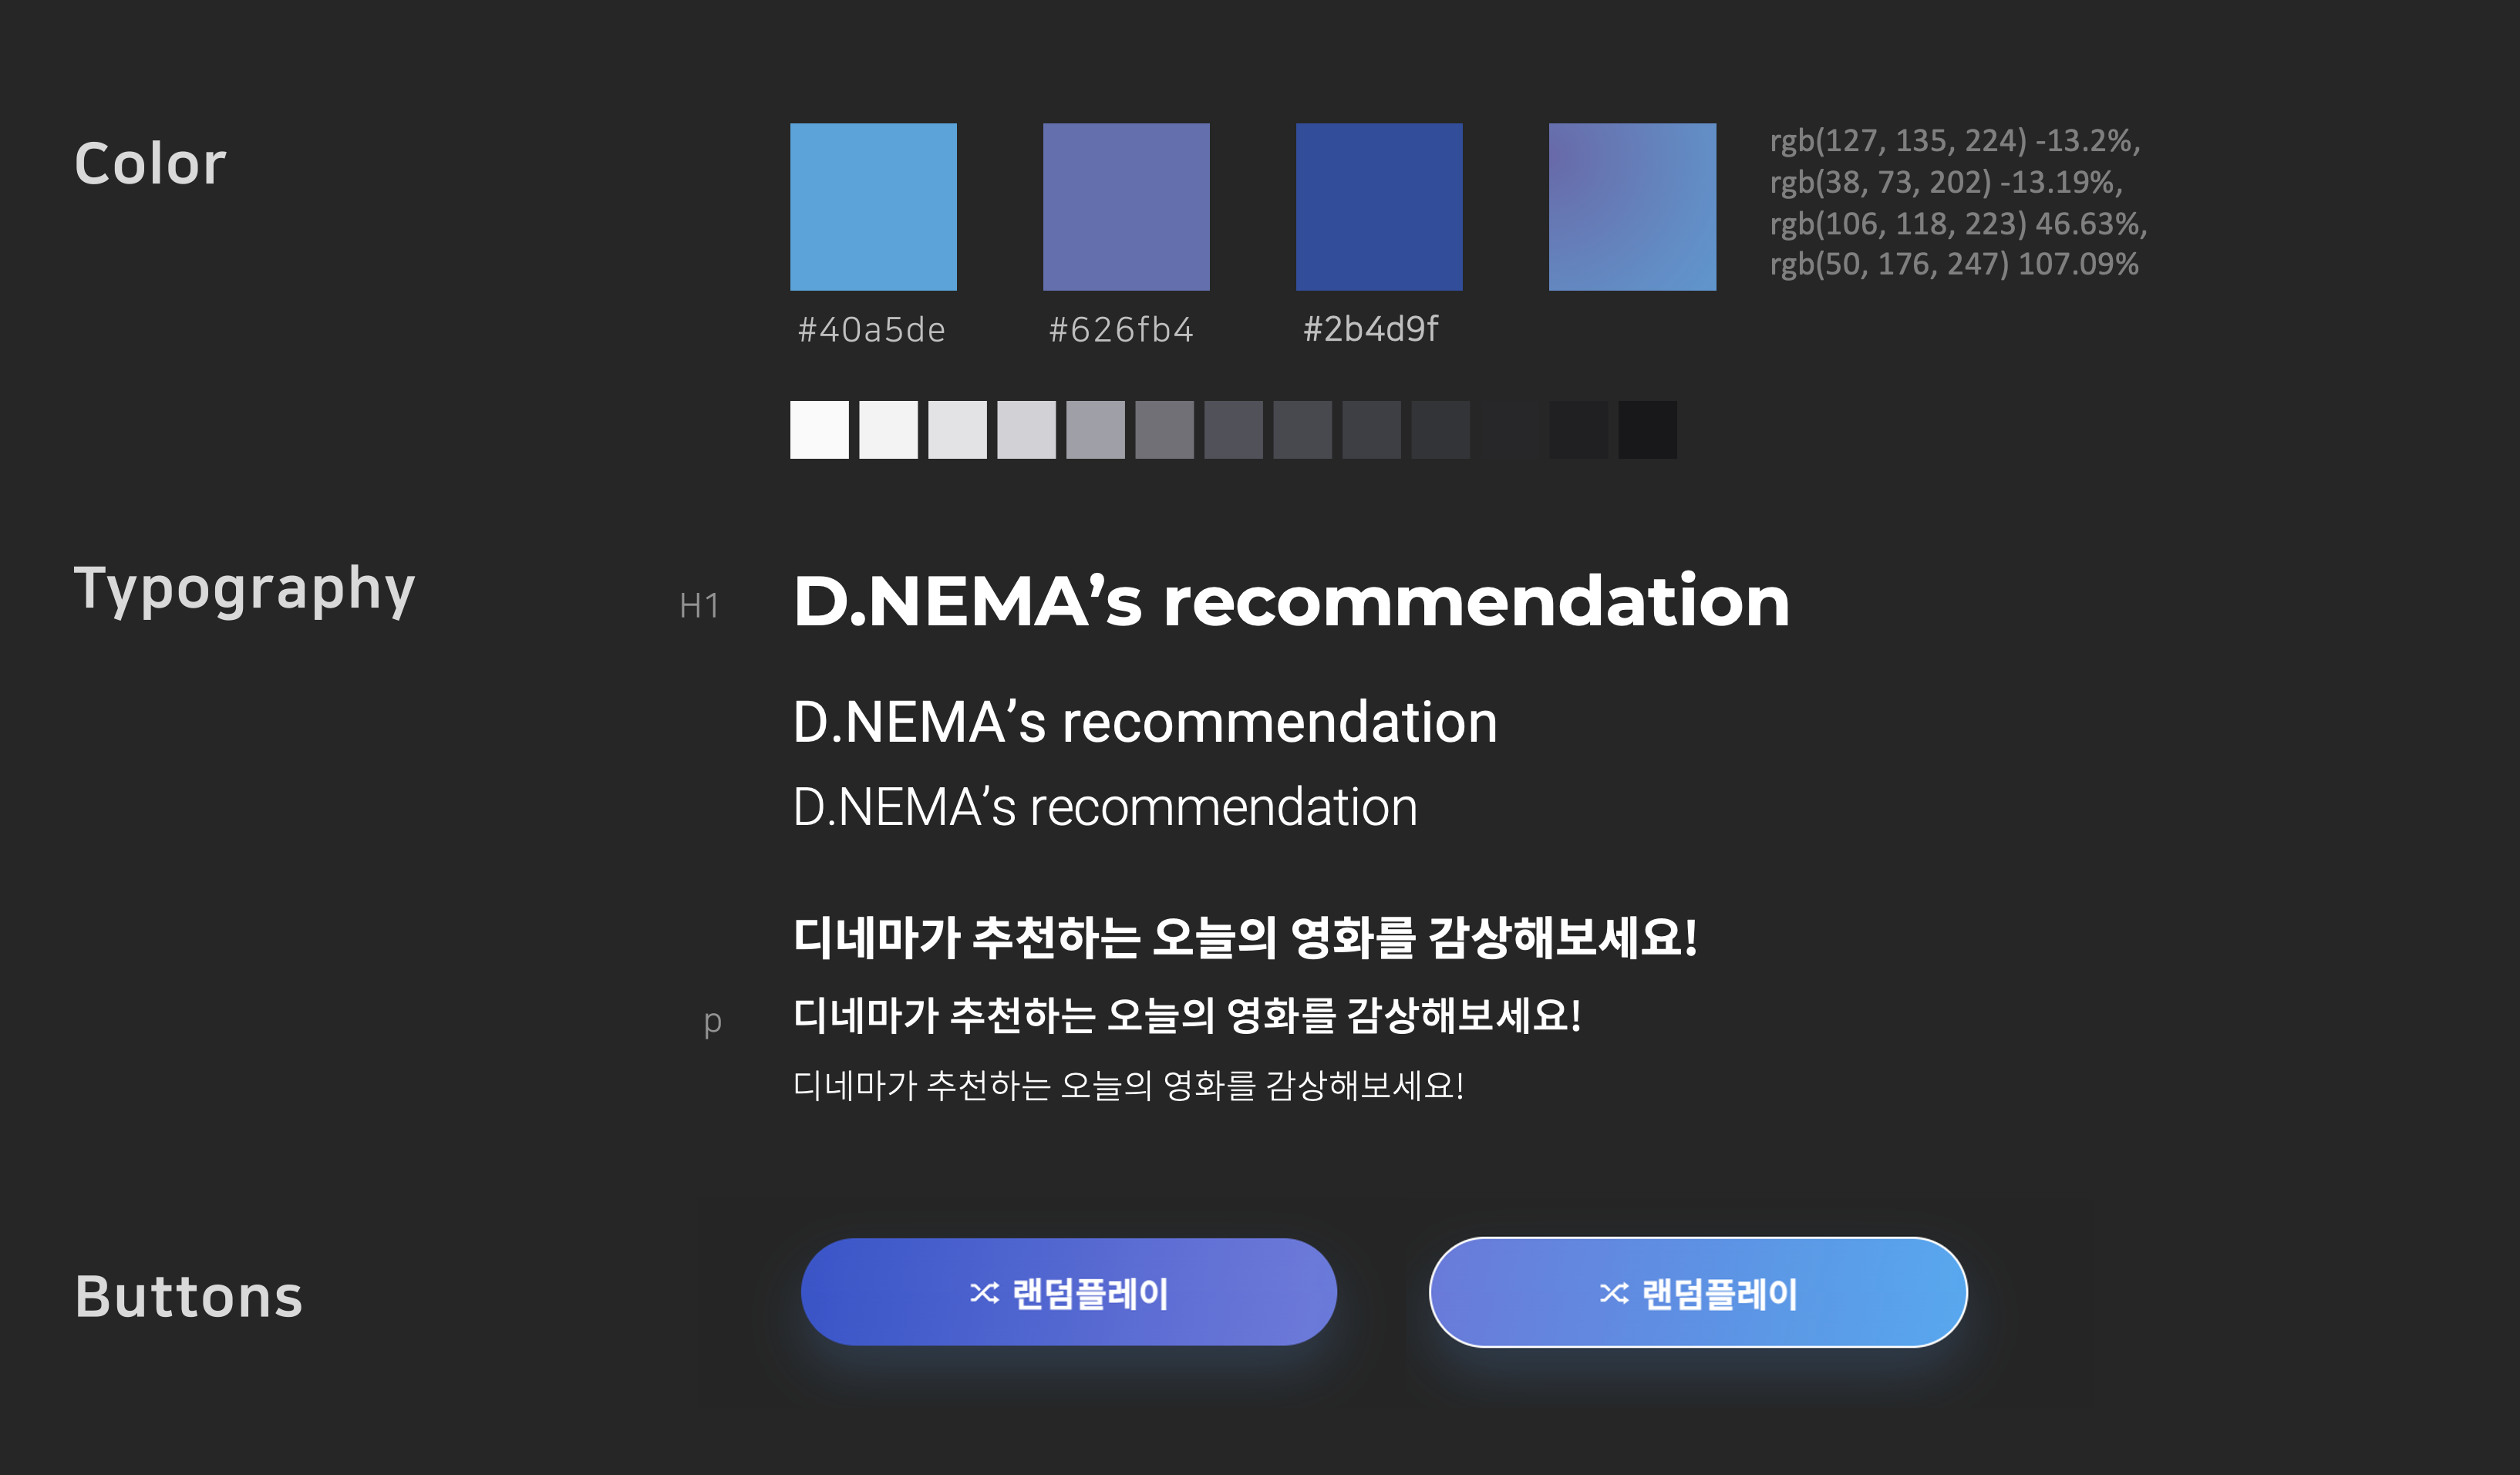 Color
rgb(127, 135, 224) -13.2%,
rgb(38, 73, 202) -13.19%,
rgb(106, 118, 223) 46.63%,
rgb(50, 176, 247) 107.09%
#40a5de
#626fb4
#2b4d9f
Typography
H1
D.NEMA’s recommendation
D.NEMA’s recommendation
D.NEMA’s recommendation
디네마가 추천하는 오늘의 영화를 감상해보세요!
p
디네마가 추천하는 오늘의 영화를 감상해보세요!
디네마가 추천하는 오늘의 영화를 감상해보세요!
Buttons
랜덤플레이
랜덤플레이